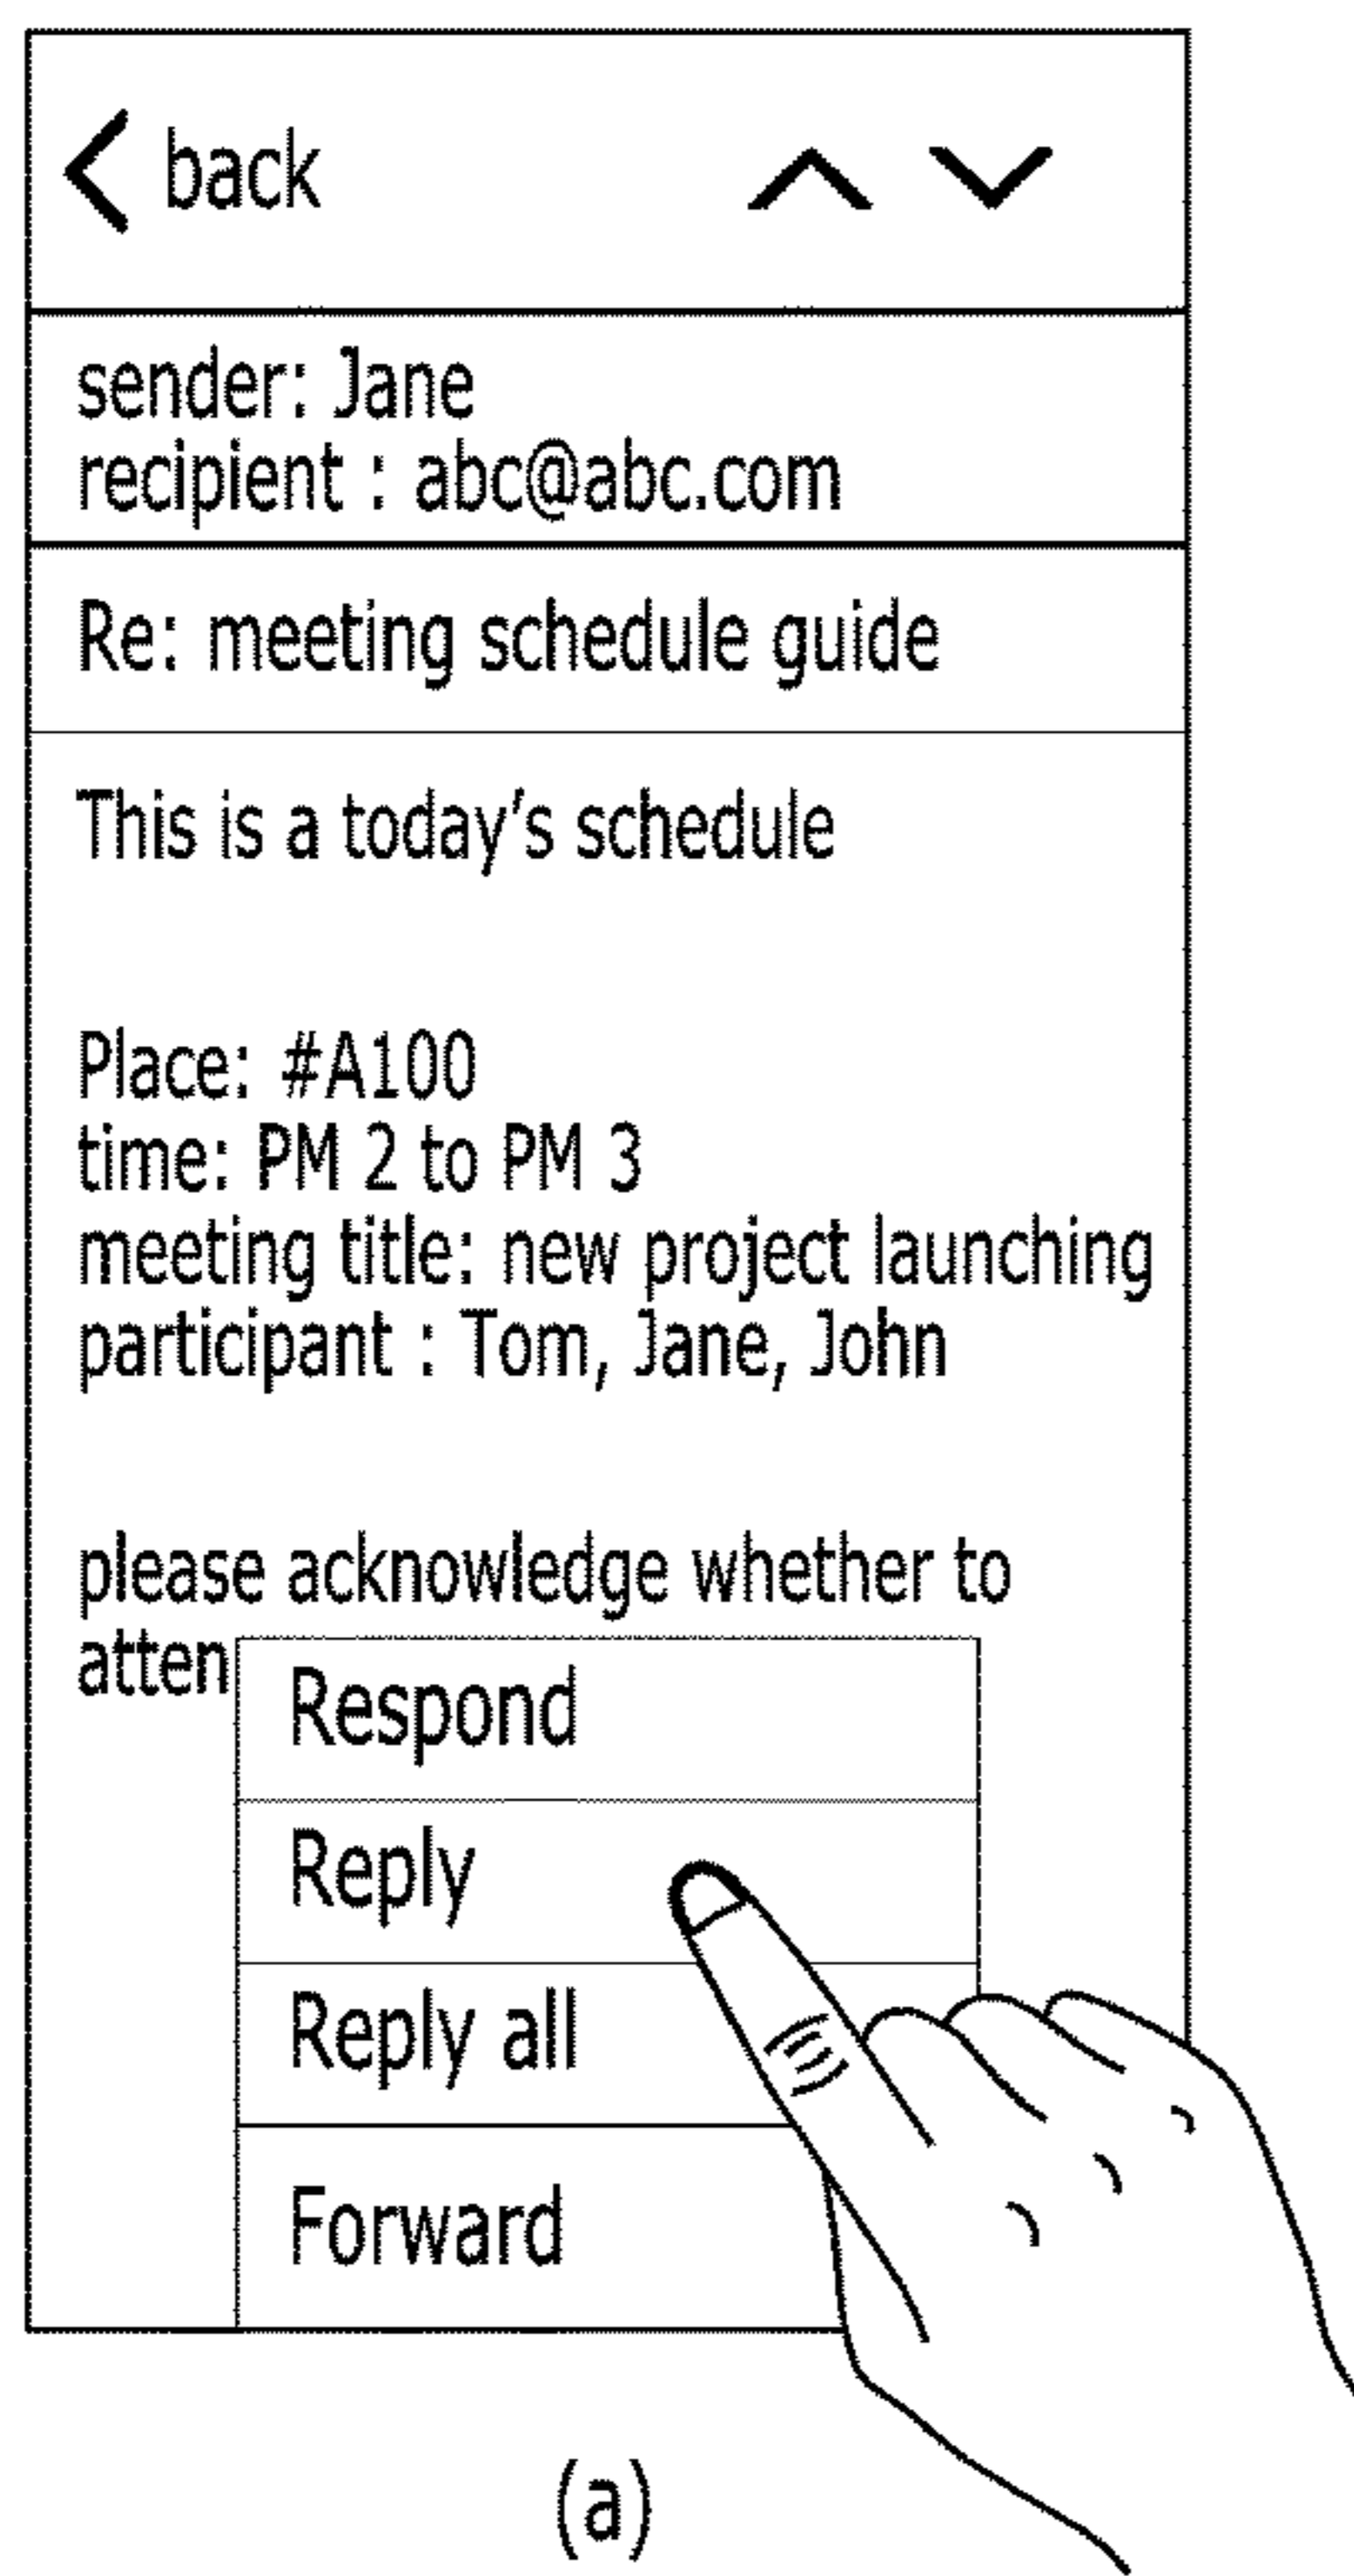 back
sender: Jane
recipient : abc@abc.com
Re: meeting schedule guide
This is a today's schedule
Place: #A100
time: PM 2 to PM 3
meeting title: new project launching
participant : Tom, Jane, John
please acknowledge whether to
atten
Respond
Reply
Reply all
Forward
(a)